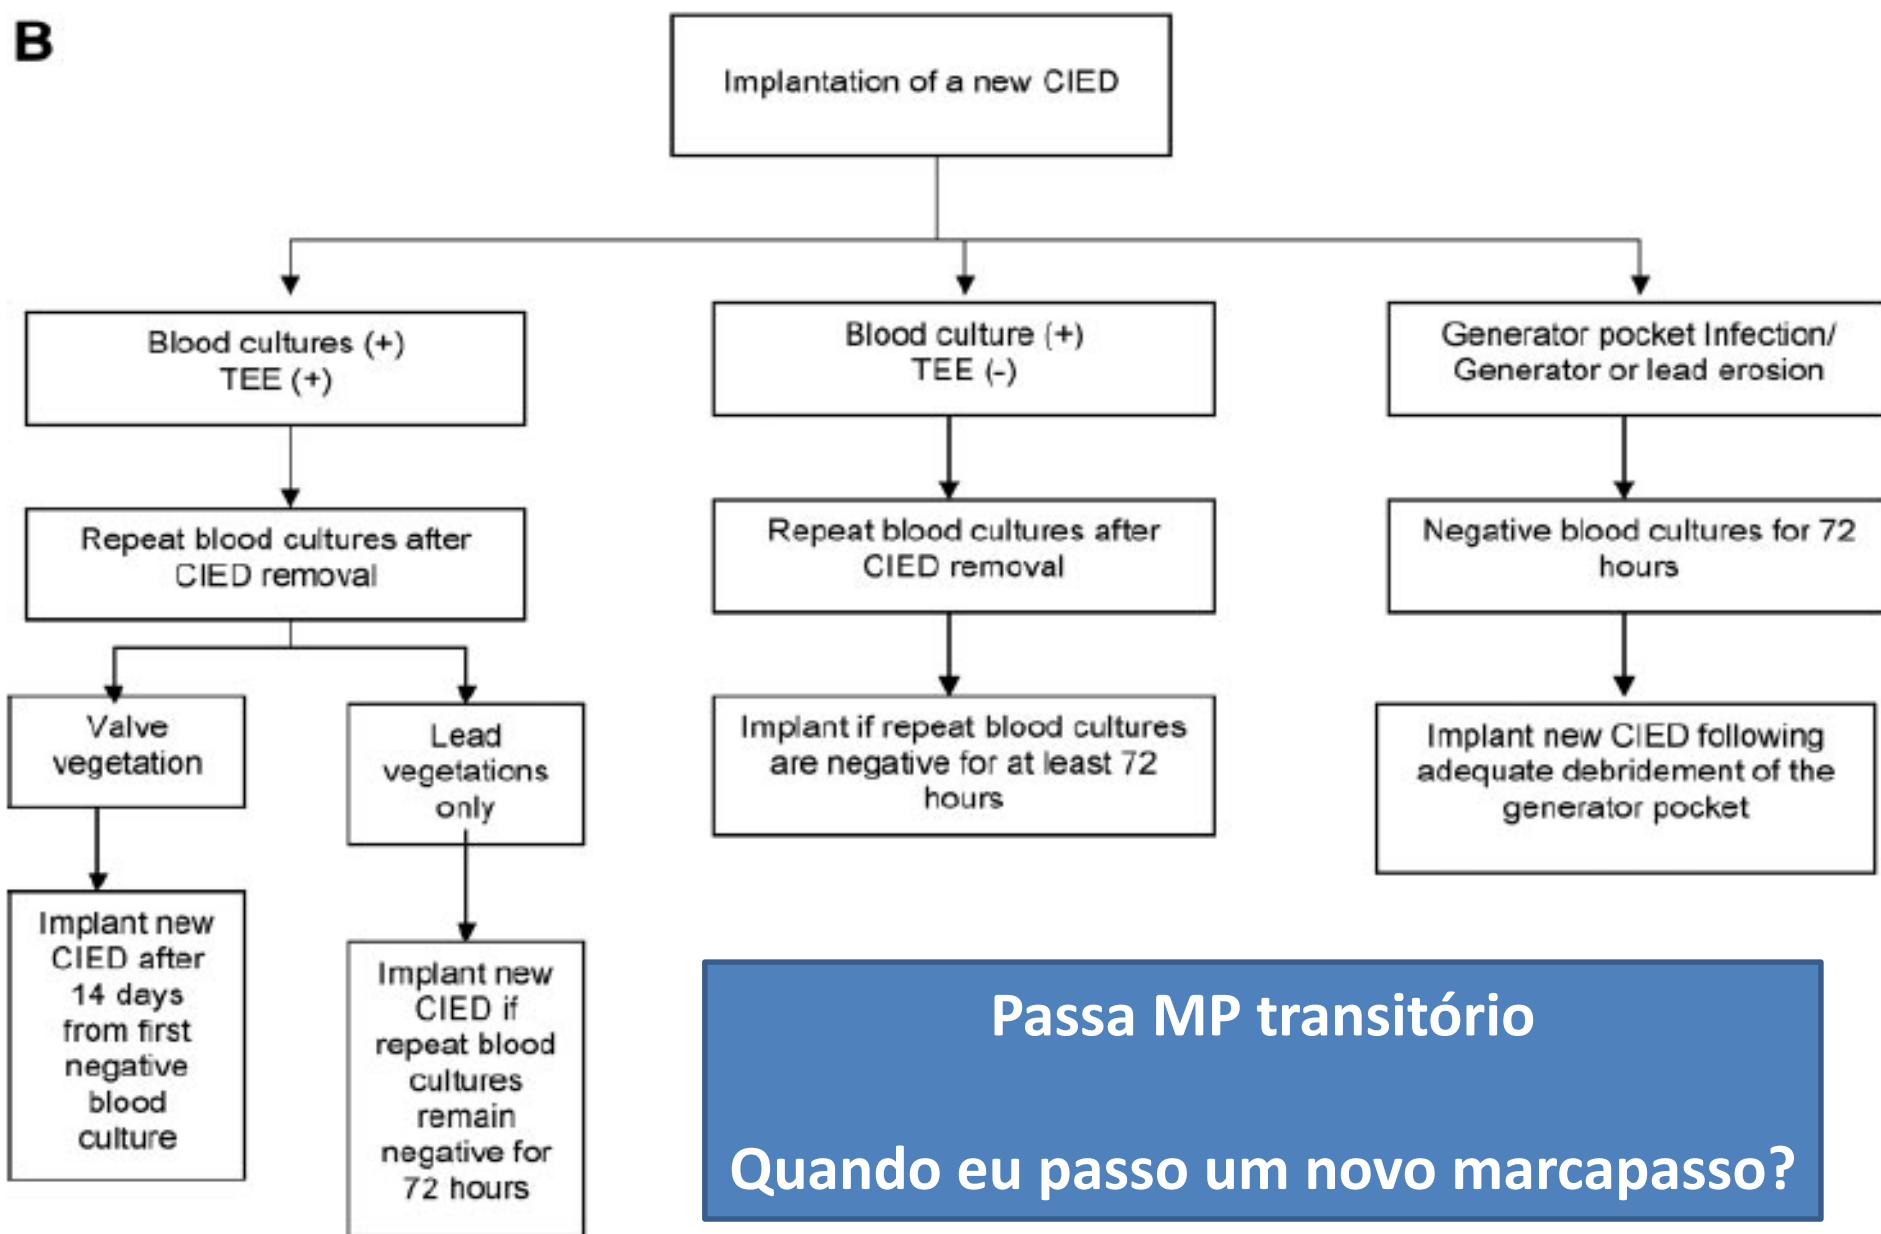 B
Implantation of a new CIED
Blood cultures (+)
TEE (+)
Blood culture (+)
TEE (-)
Generator pocket Infection/
Generator or lead erosion
Repeat blood cultures after
CIED removal
Repeat blood cultures after
CIED removal
Negative blood cultures for 72
hours
Valve
vegetation
Lead
vegetations
only
Implant if repeat blood cultures
are negative for at least 72
hours
Implant new CIED following
adequate debridement of the
generator pocket
Implant new
CIED after
14 days
from first
negative
blood
culture
Implant new
CIED if
repeat blood
cultures
remain
negative for
72 hours
Passa MP transitório
Quando eu passo um novo marcapasso?